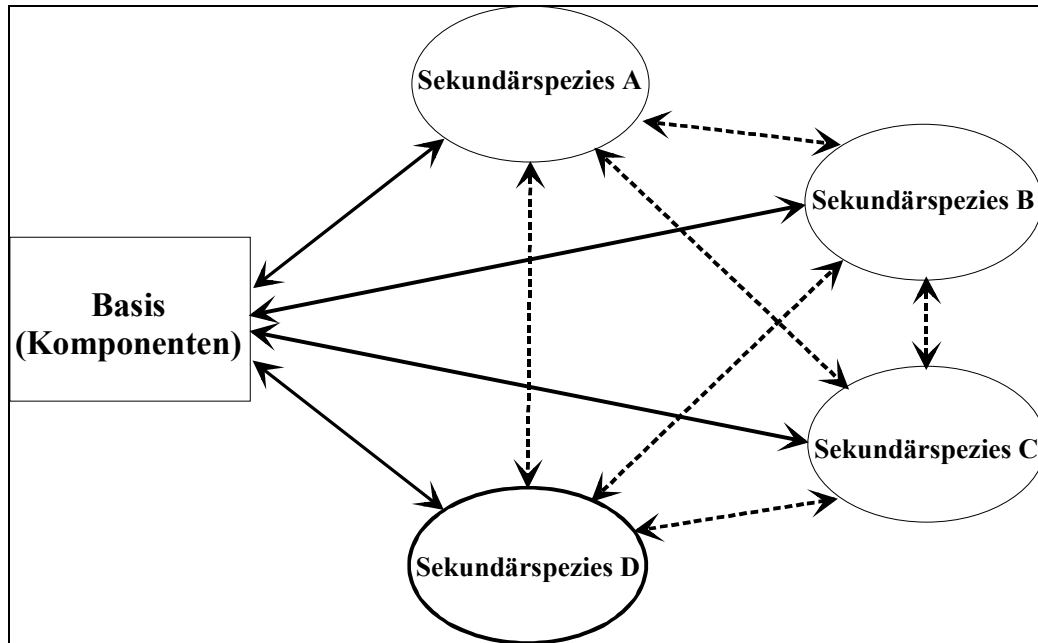 Sekundärspezies A
Sekundärspezies B
Basis
(Komponenten)
Sekundärspezies C
Sekundärspezies D